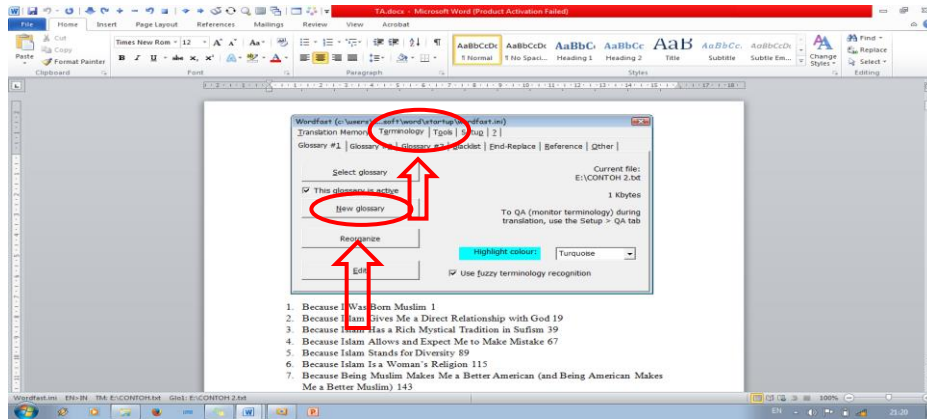 TA.docx - Microsoft Word (Product Activation Failed)
File Home Insert Page Layout References Mailings Review View Acrobat
Paste
Cut
Copy
Format Painter
Times New Rom 12
AaBbCcDc AaBbCcDc AaBbC AaBbCc AaB AaBbCc. AaBbCcDc
¶ Normal ¶ No Spaci... Heading 1 Heading 2 Title Subtitle Subtle Em...
Change Styles
Find
Replace
Select
Clipboard Font Paragraph Styles Editing
Translation Memory Terminology Tools Setup ?
Glossary #1 Glossary #2 Glossary #3 Blacklist Find-Replace Reference Other
Select glossary
Current file:
E:\CONTOH 2.txt
This glossary is active
1 Kbytes
New glossary
To QA (monitor terminology) during
translation, use the Setup > QA tab
Reorganize
Highlight colour: Turquoise
Edit
Use fuzzy terminology recognition
1. Because I Was Born Muslim 1
2. Because Islam Gives Me a Direct Relationship with God 19
3. Because Islam Has a Rich Mystical Tradition in Sufism 39
4. Because Islam Allows and Expect Me to Make Mistake 67
5. Because Islam Stands for Diversity 89
6. Because Islam Is a Woman's Religion 115
7. Because Being Muslim Makes Me a Better American (and Being American Makes
Me a Better Muslim) 143
Wordfast.ini EN>IN TM: E:\CONTOH.txt Glo1: E:\CONTOH 2.txt
100%
EN 21:20